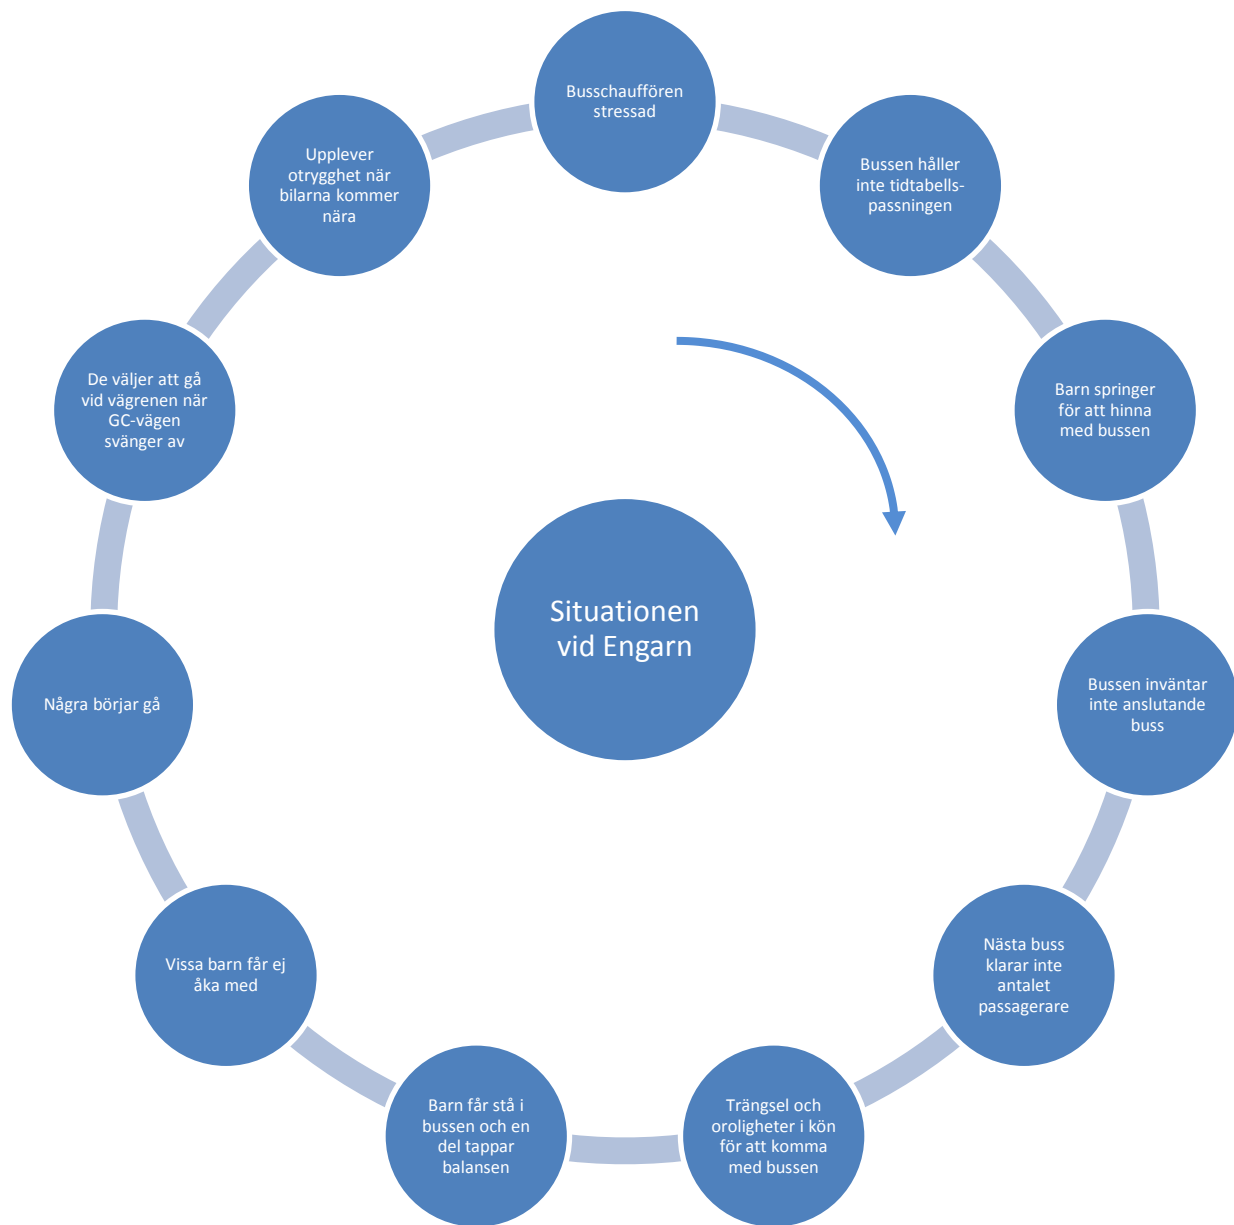 Busschauffören
stressad
Bussen håller
inte tidtabells-
passningen
Barn springer
för att hinna
med bussen
Bussen inväntar
inte anslutande
buss
Nästa buss
klarar inte
antalet
passagerare
Trängsel och
oroligheter i kön
för att komma
med bussen
Barn får stå i
bussen och en
del tappar
balansen
Vissa barn får ej
åka med
Några börjar gå
De väljer att gå
vid vägrenen när
GC-vägen
svänger av
Upplever
otrygghet när
bilarna kommer
nära
Situationen
vid Engarn